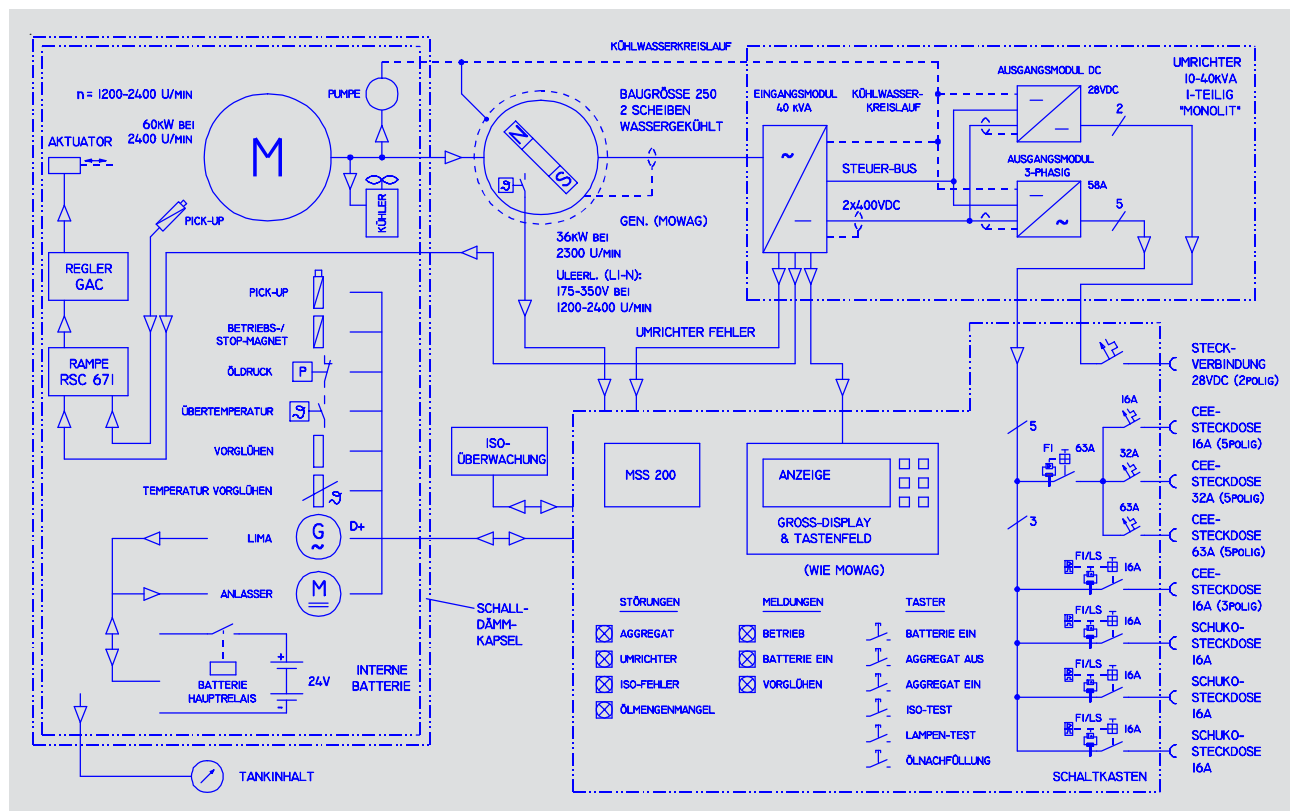 KÜHLWASSERKREISLAUF
n = 1200-2400 U/MIN
60KW BEI
2400 U/MIN
AKTUATOR
PUMPE
M
KÜHLER
PICK-UP
REGLER
GAC
RAMPE
RSC 671
PICK-UP
BETRIEBS-/
STOP-MAGNET
ÖLDRUCK
P
ÜBERTEMPERATUR
ϑ
VORGLÜHEN
TEMPERATUR VORGLÜHEN
ϑ
LIMA
G
~
D+
ANLASSER
M
BATTERIE
HAUPTRELAIS
+
-
24V
INTERNE
BATTERIE
TANKINHALT
SCHALL-
DÄMM-
KAPSEL
BAUGRÖSSE 250
2 SCHEIBEN
WASSERGEKÜHLT
N
S
ϑ
GEN. (MOWAG)
36KW BEI
2300 U/MIN
ULEERL. (LI-N):
175-350V BEI
1200-2400 U/MIN
UMRICHTER FEHLER
EINGANGSMODUL
40 KVA
~
KÜHLWASSER-
KREISLAUF
STEUER-BUS
2x400VDC
AUSGANGSMODUL DC
28VDC
2
AUSGANGSMODUL
3-PHASIG
58A
~
5
UMRICHTER
10-40KVA
1-TEILIG
"MONOLIT"
ISO-
ÜBERWACHUNG
MSS 200
ANZEIGE
GROSS-DISPLAY
& TASTENFELD
(WIE MOWAG)
STÖRUNGEN
AGGREGAT
UMRICHTER
ISO-FEHLER
ÖLMENGENMANGEL
MELDUNGEN
BETRIEB
BATTERIE EIN
VORGLÜHEN
TASTER
BATTERIE EIN
AGGREGAT AUS
AGGREGAT EIN
ISO-TEST
LAMPEN-TEST
ÖLNACHFÜLLUNG
5
3
FI
63A
16A
32A
63A
FI/LS
16A
FI/LS
16A
FI/LS
16A
FI/LS
16A
SCHALTKASTEN
STECK-
VERBINDUNG
28VDC (2POLIG)
CEE-
STECKDOSE
16A (5POLIG)
CEE-
STECKDOSE
32A (5POLIG)
CEE-
STECKDOSE
63A (5POLIG)
CEE-
STECKDOSE
16A (3POLIG)
SCHUKO-
STECKDOSE
16A
SCHUKO-
STECKDOSE
16A
SCHUKO-
STECKDOSE
16A